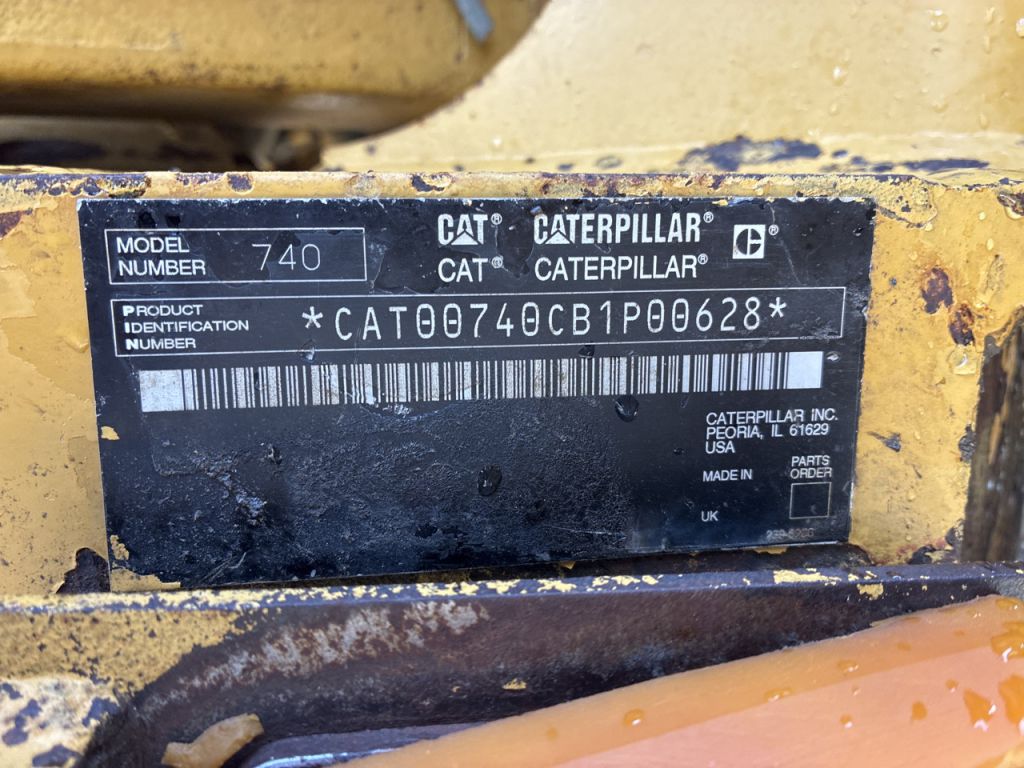 CAT® CATERPILLAR® C®
CAT® CATERPILLAR®
MODEL NUMBER 740
PRODUCT IDENTIFICATION NUMBER *CAT00740CB1P00628*
CATERPILLAR INC.
PEORIA, IL 61629
USA
MADE IN
PARTS ORDER
UK